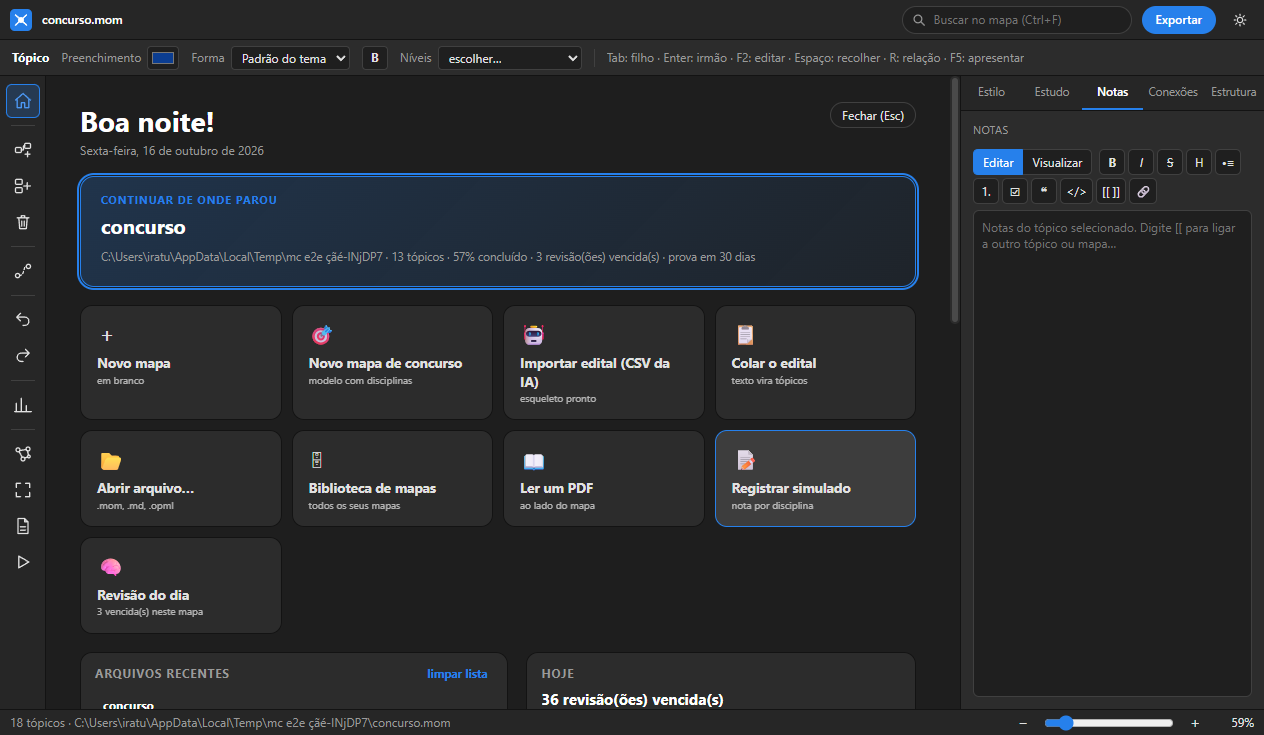 concurso.mom
Buscar no mapa (Ctrl+F)
Exportar
Tópico
Preenchimento
Forma
Padrão do tema
B
Níveis
escolher...
Tab: filho · Enter: irmão · F2: editar · Espaço: recolher · R: relação · F5: apresentar
Boa noite!
Fechar (Esc)
Sexta-feira, 16 de outubro de 2026
CONTINUAR DE ONDE PAROU
concurso
C:\Users\iratu\AppData\Local\Temp\mc e2e çãé-INjDP7 · 13 tópicos · 57% concluído · 3 revisão(ões) vencida(s) · prova em 30 dias
Novo mapa
em branco
Novo mapa de concurso
modelo com disciplinas
Importar edital (CSV da
IA)
esqueleto pronto
Colar o edital
texto vira tópicos
Abrir arquivo...
.mom, .md, .opml
Biblioteca de mapas
todos os seus mapas
Ler um PDF
ao lado do mapa
Registrar simulado
nota por disciplina
Revisão do dia
3 vencida(s) neste mapa
ARQUIVOS RECENTES
limpar lista
concurso
HOJE
36 revisão(ões) vencida(s)
Estilo
Estudo
Notas
Conexões
Estrutura
NOTAS
Editar
Visualizar
B
I
S
H
•≡
1.
☑
❝
</>
[[ ]]
Notas do tópico selecionado. Digite [[ para ligar
a outro tópico ou mapa...
18 tópicos · C:\Users\iratu\AppData\Local\Temp\mc e2e çãé-INjDP7\concurso.mom
−
+
59%